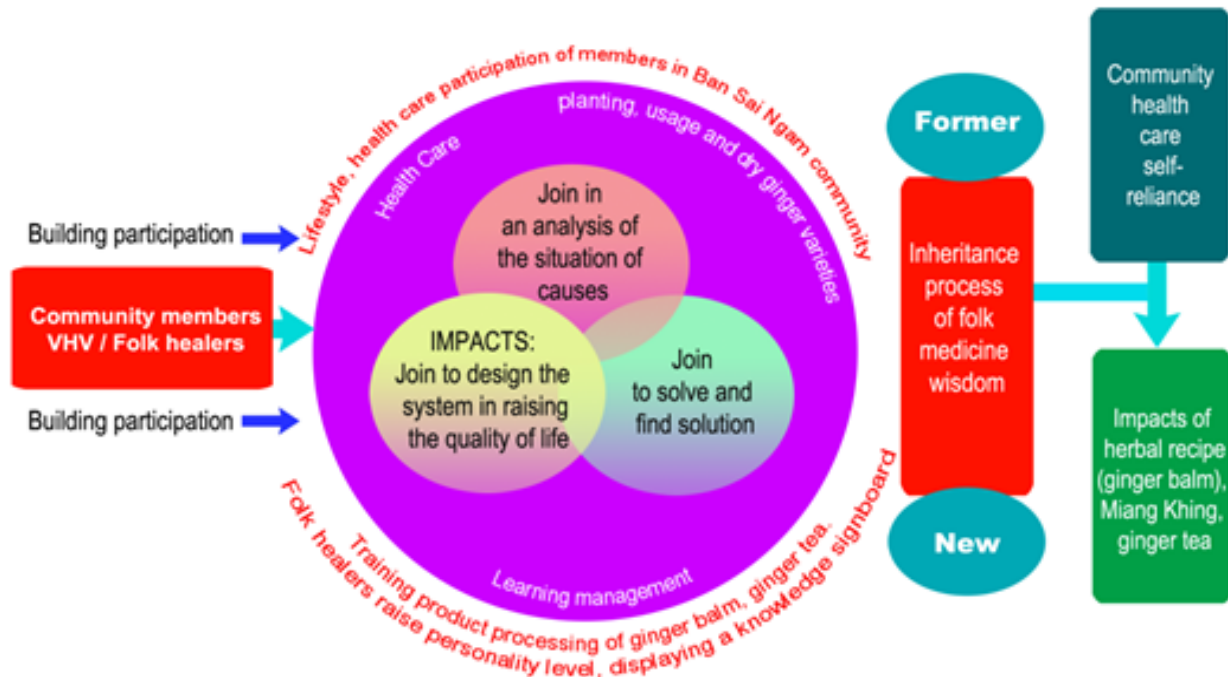 Building participation
Community members
VHV / Folk healers
Building participation
Lifestyle, health care participation of members in Ban Sai Ngam community
Health Care
planting, usage and dry ginger varieties
Join in
an analysis of
the situation of
causes
IMPACTS:
Join to design the
system in raising
the quality of life
Join
to solve and
find solution
Learning management
Training product processing of ginger balm, ginger tea.
Folk healers raise personality level, displaying a knowledge signboard
Former
Inheritance
process
of folk
medicine
wisdom
New
Community
health
care
self-
reliance
Impacts of
herbal recipe
(ginger balm),
Miang Khing,
ginger tea